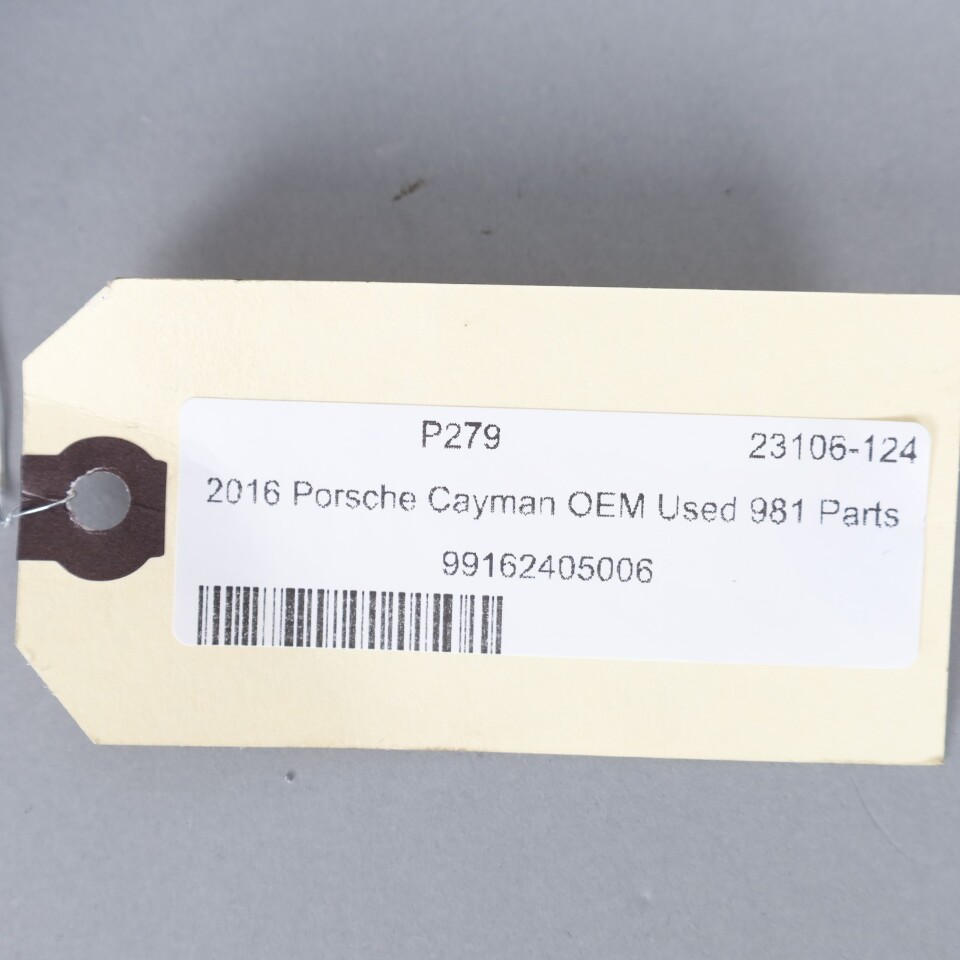 P279 23106-124
2016 Porsche Cayman OEM Used 981 Parts
99162405006